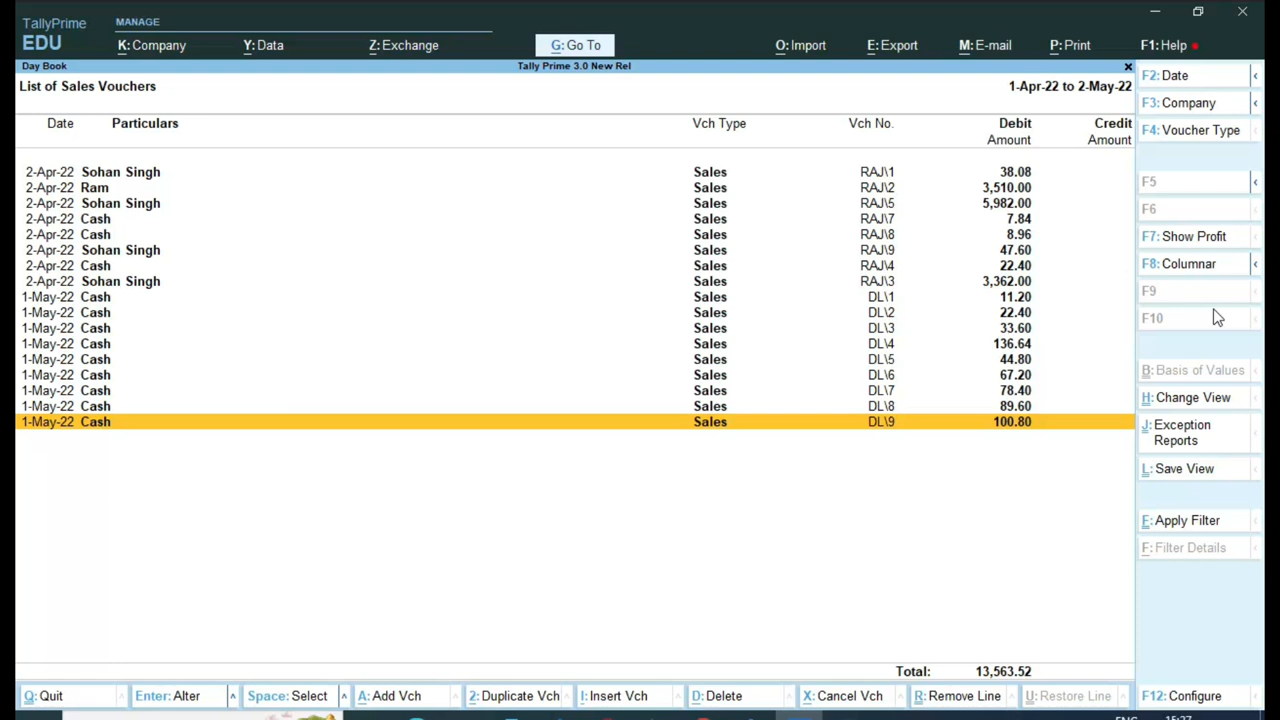 TallyPrime MANAGE
EDU K: Company Y: Data Z: Exchange G: Go To O: Import E: Export M: E-mail P: Print F1: Help
Day Book Tally Prime 3.0 New Rel
List of Sales Vouchers 1-Apr-22 to 2-May-22
Date Particulars Vch Type Vch No. Debit Credit
Amount Amount
2-Apr-22 Sohan Singh Sales RAJ\1 38.08
2-Apr-22 Ram Sales RAJ\2 3,510.00
2-Apr-22 Sohan Singh Sales RAJ\5 5,982.00
2-Apr-22 Cash Sales RAJ\7 7.84
2-Apr-22 Cash Sales RAJ\8 8.96
2-Apr-22 Sohan Singh Sales RAJ\9 47.60
2-Apr-22 Cash Sales RAJ\4 22.40
2-Apr-22 Sohan Singh Sales RAJ\3 3,362.00
1-May-22 Cash Sales DL\1 11.20
1-May-22 Cash Sales DL\2 22.40
1-May-22 Cash Sales DL\3 33.60
1-May-22 Cash Sales DL\4 136.64
1-May-22 Cash Sales DL\5 44.80
1-May-22 Cash Sales DL\6 67.20
1-May-22 Cash Sales DL\7 78.40
1-May-22 Cash Sales DL\8 89.60
1-May-22 Cash Sales DL\9 100.80
Total: 13,563.52
F2: Date
F3: Company
F4: Voucher Type
F5
F6
F7: Show Profit
F8: Columnar
F9
F10
B: Basis of Values
H: Change View
J: Exception
Reports
L: Save View
F: Apply Filter
F: Filter Details
Q: Quit Enter: Alter Space: Select A: Add Vch 2: Duplicate Vch I: Insert Vch D: Delete X: Cancel Vch R: Remove Line U: Restore Line F12: Configure